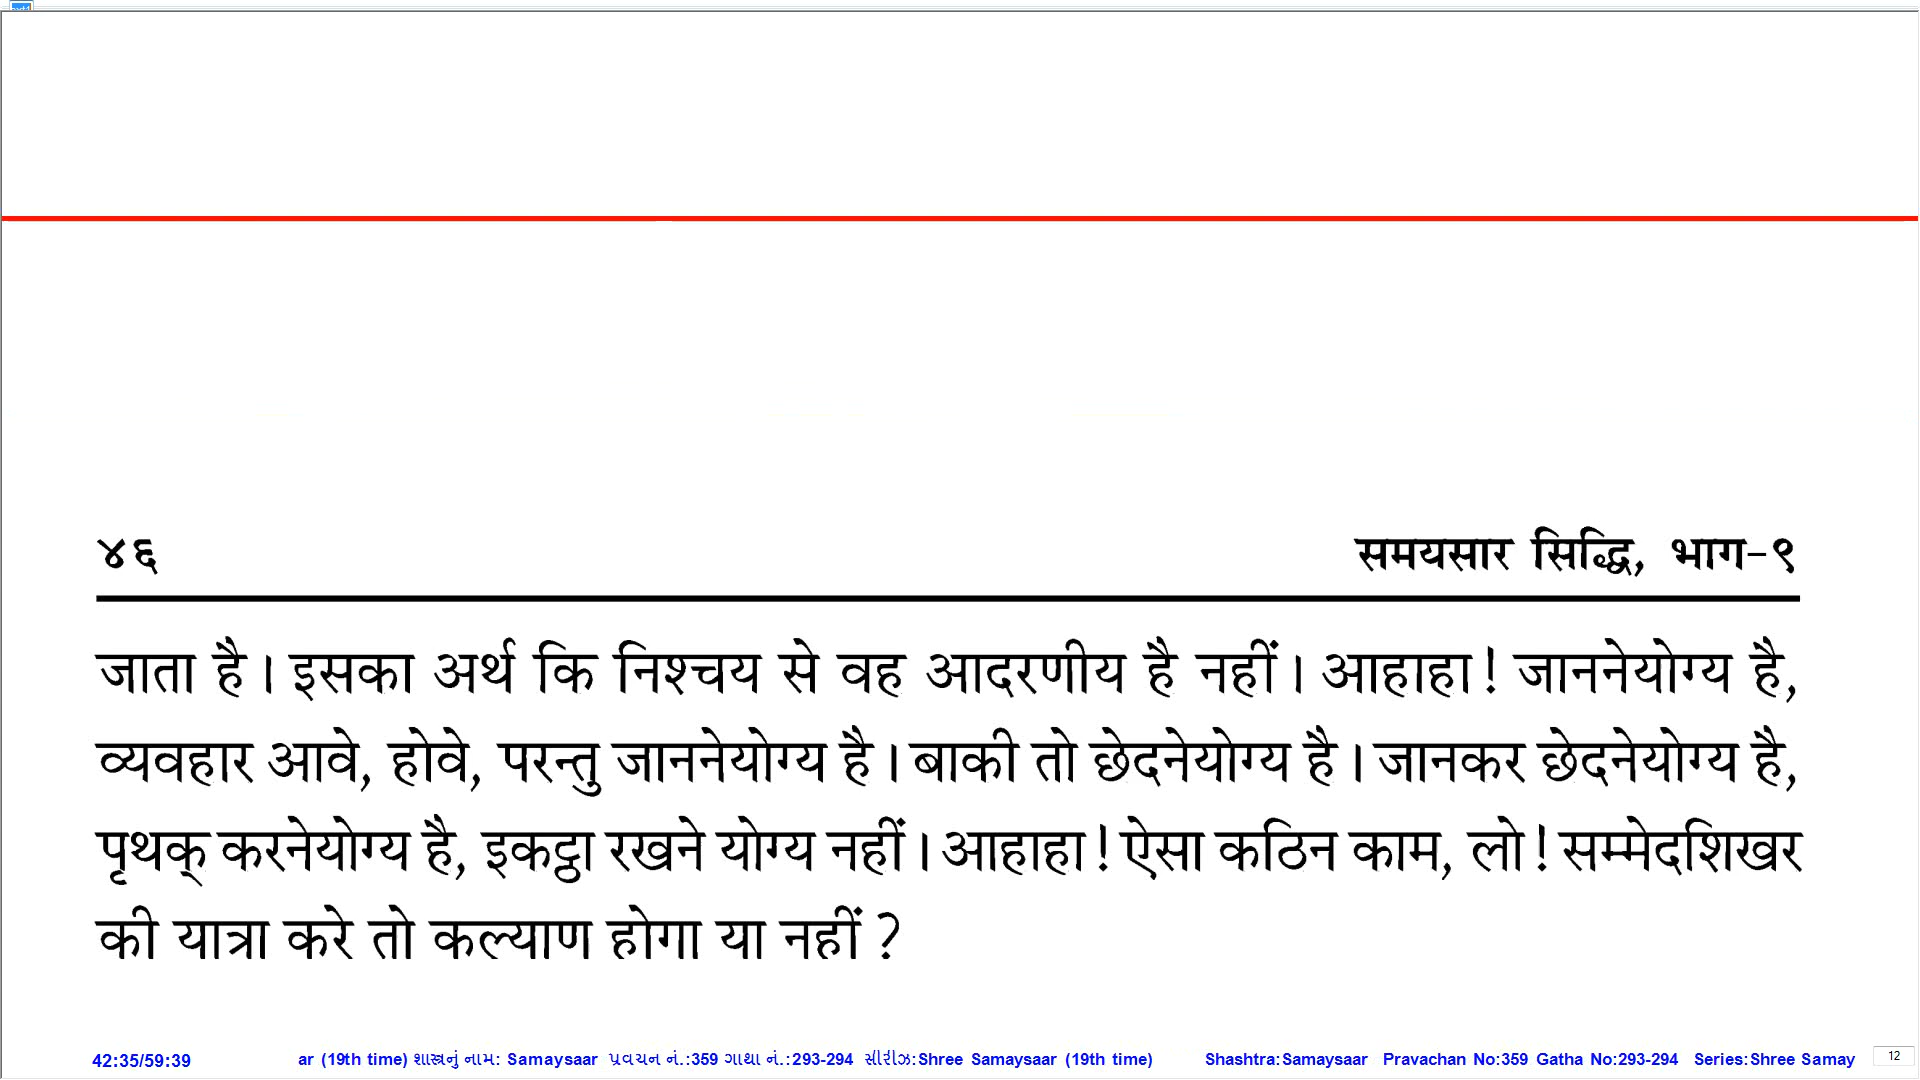 ४६ समयसार सिद्धि, भाग-९
जाता है। इसका अर्थ कि निश्चय से वह आदरणीय है नहीं। आहाहा! जाननेयोग्य है,
व्यवहार आवे, होवे, परन्तु जाननेयोग्य है। बाकी तो छेदनेयोग्य है। जानकर छेदनेयोग्य है,
पृथक् करनेयोग्य है, इकट्ठा रखने योग्य नहीं। आहाहा! ऐसा कठिन काम, लो! सम्मेदशिखर
की यात्रा करे तो कल्याण होगा या नहीं ?
42:35/59:39 ar (19th time) શાસ્ત્રનું નામ: Samaysaar પ્રવચન નં.:359 ગાથા નં.:293-294 સીરીઝ:Shree Samaysaar (19th time) Shashtra:Samaysaar Pravachan No:359 Gatha No:293-294 Series:Shree Samay 12